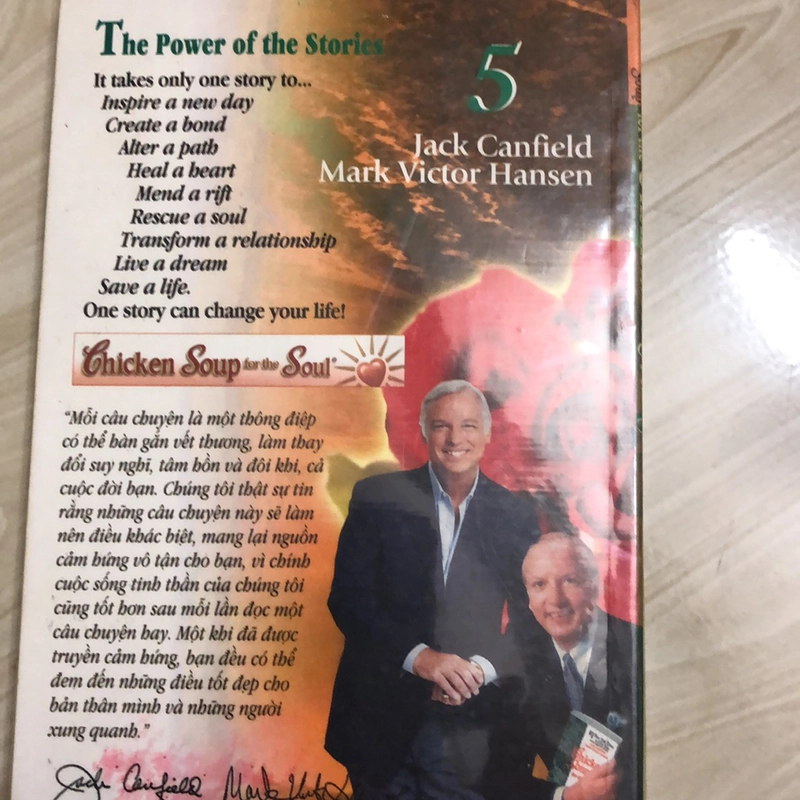 The Power of the Stories
It takes only one story to...
Inspire a new day
Create a bond
Alter a path
Heal a heart
Mend a rift
Rescue a soul
Transform a relationship
Live a dream
Save a life.
One story can change your life!
5
Jack Canfield
Mark Victor Hansen
Chicken Soup for the Soul®
"Mỗi câu chuyện là một thông điệp
có thể hàn gắn vết thương, làm thay
đổi suy nghĩ, tâm hồn và đôi khi, cả
cuộc đời bạn. Chúng tôi thật sự tin
rằng những câu chuyện này sẽ làm
nên điều khác biệt, mang lại nguồn
cảm hứng vô tận cho bạn, vì chính
cuộc sống tinh thần của chúng tôi
cũng tốt hơn sau mỗi lần đọc một
câu chuyện hay. Một khi đã được
truyền cảm hứng, bạn đều có thể
đem đến những điều tốt đẹp cho
bản thân mình và những người
xung quanh."
Jack Canfield
Mark
Soup